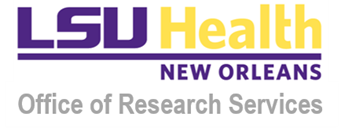 LSU Health
NEW ORLEANS
Office of Research Services